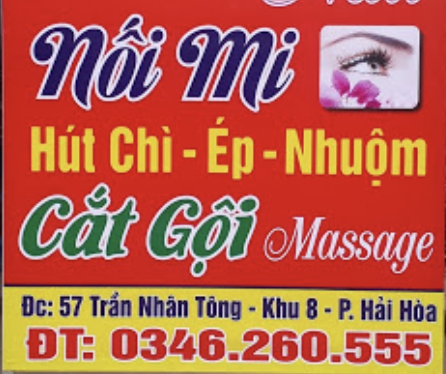 Nối Mi
Hút Chì - Ép - Nhuộm
Cắt Gội Massage
Đc: 57 Trần Nhân Tông - Khu 8 - P. Hải Hòa
ĐT: 0346.260.555